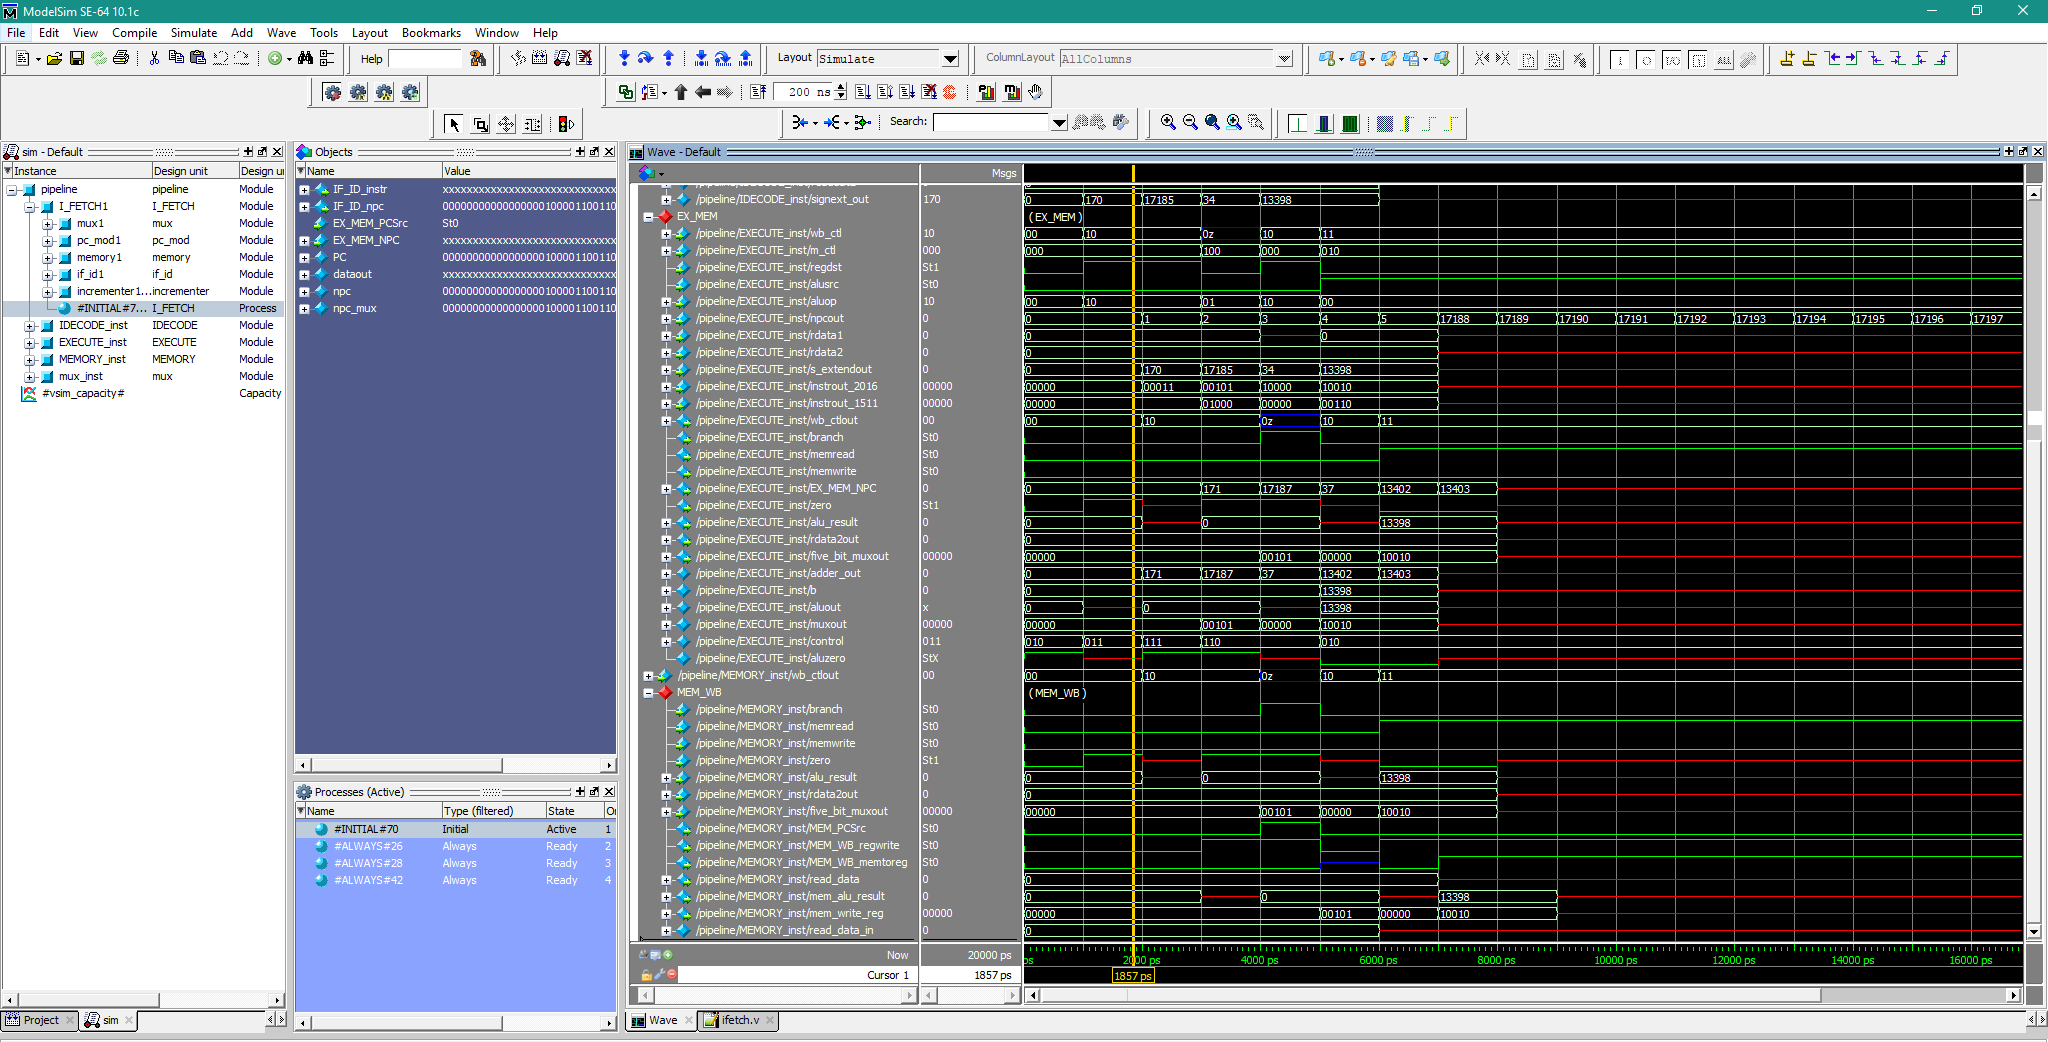 ModelSim SE-64 10.1c
File Edit View Compile Simulate Add Wave Tools Layout Bookmarks Window Help
Help
Layout Simulate
ColumnLayout AllColumns
200 ns
Search:
sim - Default
Instance Design unit Design u
pipeline pipeline Module
I_FETCH1 I_FETCH Module
mux1 mux Module
pc_mod1 pc_mod Module
memory1 memory Module
if_id1 if_id Module
incrementer1... incrementer Module
#INITIAL#7... I_FETCH Process
IDECODE_inst IDECODE Module
EXECUTE_inst EXECUTE Module
MEMORY_inst MEMORY Module
mux_inst mux Module
#vsim_capacity# Capacity
Project sim
Objects
Name Value
IF_ID_instr xxxxxxxxxxxxxxxxxxxxxxxxxxxxx
IF_ID_npc 00000000000000000100001100110
EX_MEM_PCSrc St0
EX_MEM_NPC xxxxxxxxxxxxxxxxxxxxxxxxxxxxx
PC 00000000000000000100001100110
dataout xxxxxxxxxxxxxxxxxxxxxxxxxxxxx
npc 00000000000000000100001100110
npc_mux 00000000000000000100001100110
Processes (Active)
Name Type (filtered) State Or
#INITIAL#70 Initial Active 1
#ALWAYS#26 Always Ready 2
#ALWAYS#28 Always Ready 3
#ALWAYS#42 Always Ready 4
Wave - Default
Msgs
/pipeline/IDECODE_inst/signext_out 170 0 170 17185 34 13398
EX_MEM (EX_MEM)
/pipeline/EXECUTE_inst/wb_ctl 10 00 10 0z 10 11
/pipeline/EXECUTE_inst/m_ctl 000 000 100 000 010
/pipeline/EXECUTE_inst/regdst St1
/pipeline/EXECUTE_inst/alusrc St0
/pipeline/EXECUTE_inst/aluop 10 00 10 01 10 00
/pipeline/EXECUTE_inst/npcout 0 0 1 2 3 4 5 17188 17189 17190 17191 17192 17193 17194 17195 17196 17197
/pipeline/EXECUTE_inst/rdata1 0 0 0
/pipeline/EXECUTE_inst/rdata2 0 0
/pipeline/EXECUTE_inst/s_extendout 0 0 170 17185 34 13398
/pipeline/EXECUTE_inst/instrout_2016 00000 00000 00011 00101 10000 10010
/pipeline/EXECUTE_inst/instrout_1511 00000 00000 01000 00000 00110
/pipeline/EXECUTE_inst/wb_ctlout 00 00 10 0z 10 11
/pipeline/EXECUTE_inst/branch St0
/pipeline/EXECUTE_inst/memread St0
/pipeline/EXECUTE_inst/memwrite St0
/pipeline/EXECUTE_inst/EX_MEM_NPC 0 0 171 17187 37 13402 13403
/pipeline/EXECUTE_inst/zero St1
/pipeline/EXECUTE_inst/alu_result 0 0 0 13398
/pipeline/EXECUTE_inst/rdata2out 0 0
/pipeline/EXECUTE_inst/five_bit_muxout 00000 00000 00101 00000 10010
/pipeline/EXECUTE_inst/adder_out 0 0 171 17187 37 13402 13403
/pipeline/EXECUTE_inst/b 0 0 13398
/pipeline/EXECUTE_inst/aluout x 0 0 13398
/pipeline/EXECUTE_inst/muxout 00000 00000 00101 00000 10010
/pipeline/EXECUTE_inst/control 011 010 011 111 110 010
/pipeline/EXECUTE_inst/aluzero StX
/pipeline/MEMORY_inst/wb_ctlout 00 00 10 0z 10 11
MEM_WB (MEM_WB)
/pipeline/MEMORY_inst/branch St0
/pipeline/MEMORY_inst/memread St0
/pipeline/MEMORY_inst/memwrite St0
/pipeline/MEMORY_inst/zero St1
/pipeline/MEMORY_inst/alu_result 0 0 0 13398
/pipeline/MEMORY_inst/rdata2out 0 0
/pipeline/MEMORY_inst/five_bit_muxout 00000 00000 00101 00000 10010
/pipeline/MEMORY_inst/MEM_PCSrc St0
/pipeline/MEMORY_inst/MEM_WB_regwrite St0
/pipeline/MEMORY_inst/MEM_WB_memtoreg St0
/pipeline/MEMORY_inst/read_data 0 0
/pipeline/MEMORY_inst/mem_alu_result 0 0 0 13398
/pipeline/MEMORY_inst/mem_write_reg 00000 00000 00101 00000 10010
/pipeline/MEMORY_inst/read_data_in 0 0
Now 20000 ps ps 2000 ps 4000 ps 6000 ps 8000 ps 10000 ps 12000 ps 14000 ps 16000 ps
Cursor 1 1857 ps 1857 ps
Wave ifetch.v